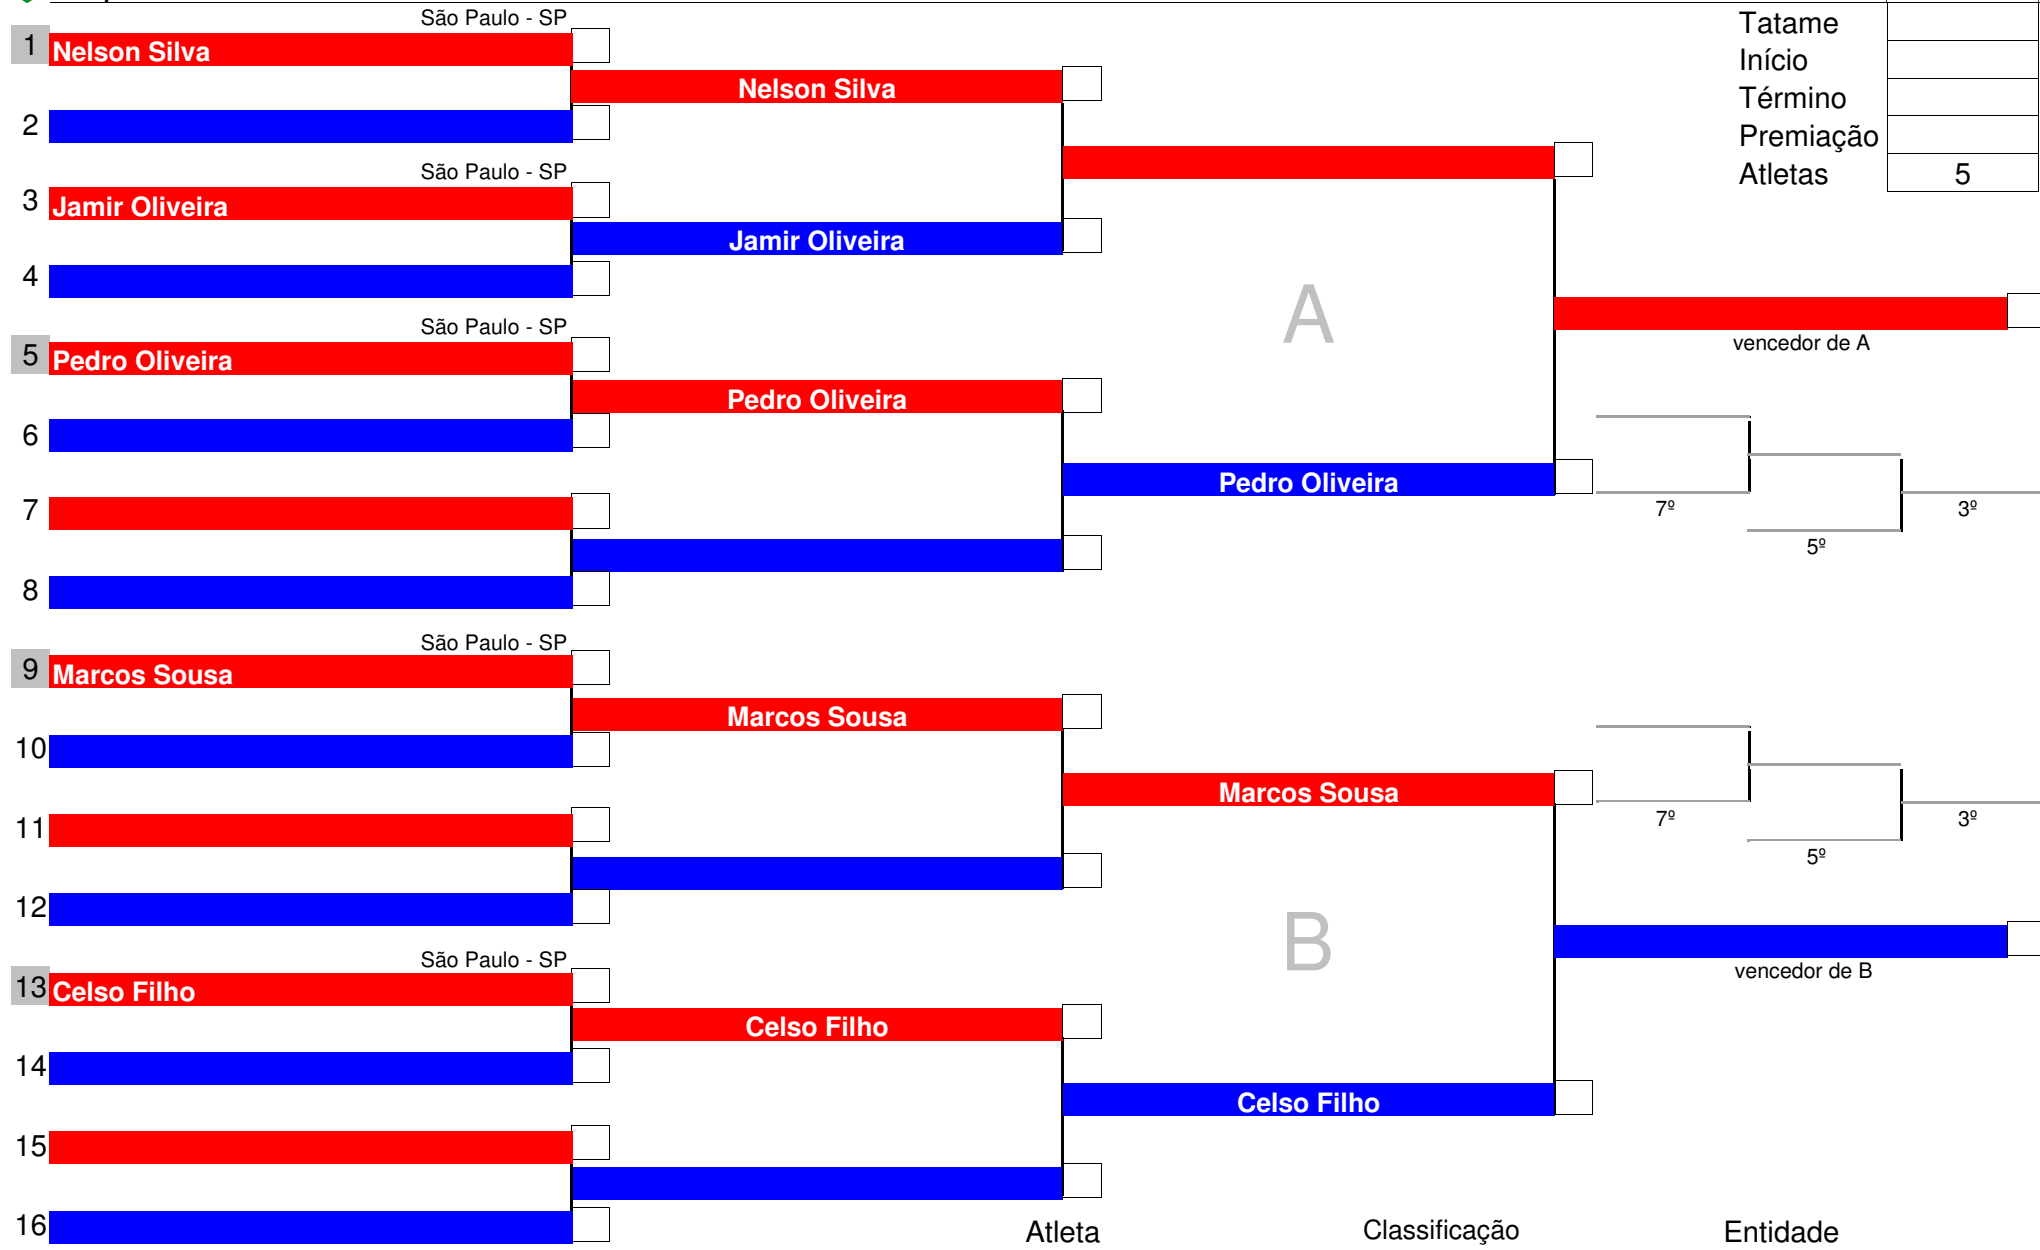 São Paulo - SP
1 Nelson Silva
Nelson Silva
2
São Paulo - SP
3 Jamir Oliveira
Jamir Oliveira
4
São Paulo - SP
5 Pedro Oliveira
Pedro Oliveira
6
7
8
Pedro Oliveira
A
vencedor de A
7º
5º
3º
São Paulo - SP
9 Marcos Sousa
Marcos Sousa
10
11
12
Marcos Sousa
B
vencedor de B
7º
5º
3º
São Paulo - SP
13 Celso Filho
Celso Filho
14
Celso Filho
15
16
Tatame
Início
Término
Premiação
Atletas 5
Atleta Classificação Entidade